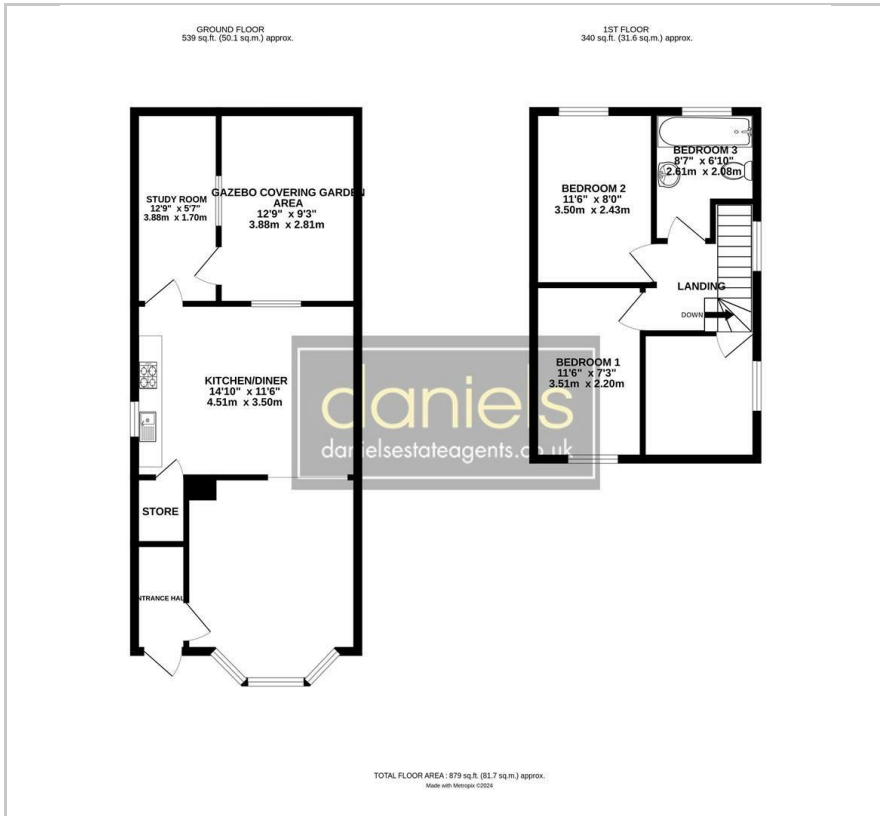 GROUND FLOOR
539 sq.ft. (50.1 sq.m.) approx.
1ST FLOOR
340 sq.ft. (31.6 sq.m.) approx.
STUDY ROOM
12'9" x 5'7"
3.88m x 1.70m
GAZEBO COVERING GARDEN
AREA
12'9" x 9'3"
3.88m x 2.81m
BEDROOM 2
11'6" x 8'0"
3.50m x 2.43m
BEDROOM 3
8'7" x 6'10"
2.61m x 2.08m
LANDING
DOWN
KITCHEN/DINER
14'10" x 11'6"
4.51m x 3.50m
BEDROOM 1
11'6" x 7'3"
3.51m x 2.20m
daniels
danielsestateagents.co.uk
STORE
NTRANCE HAL
TOTAL FLOOR AREA : 879 sq.ft. (81.7 sq.m.) approx.
Made with Metropix ©2024